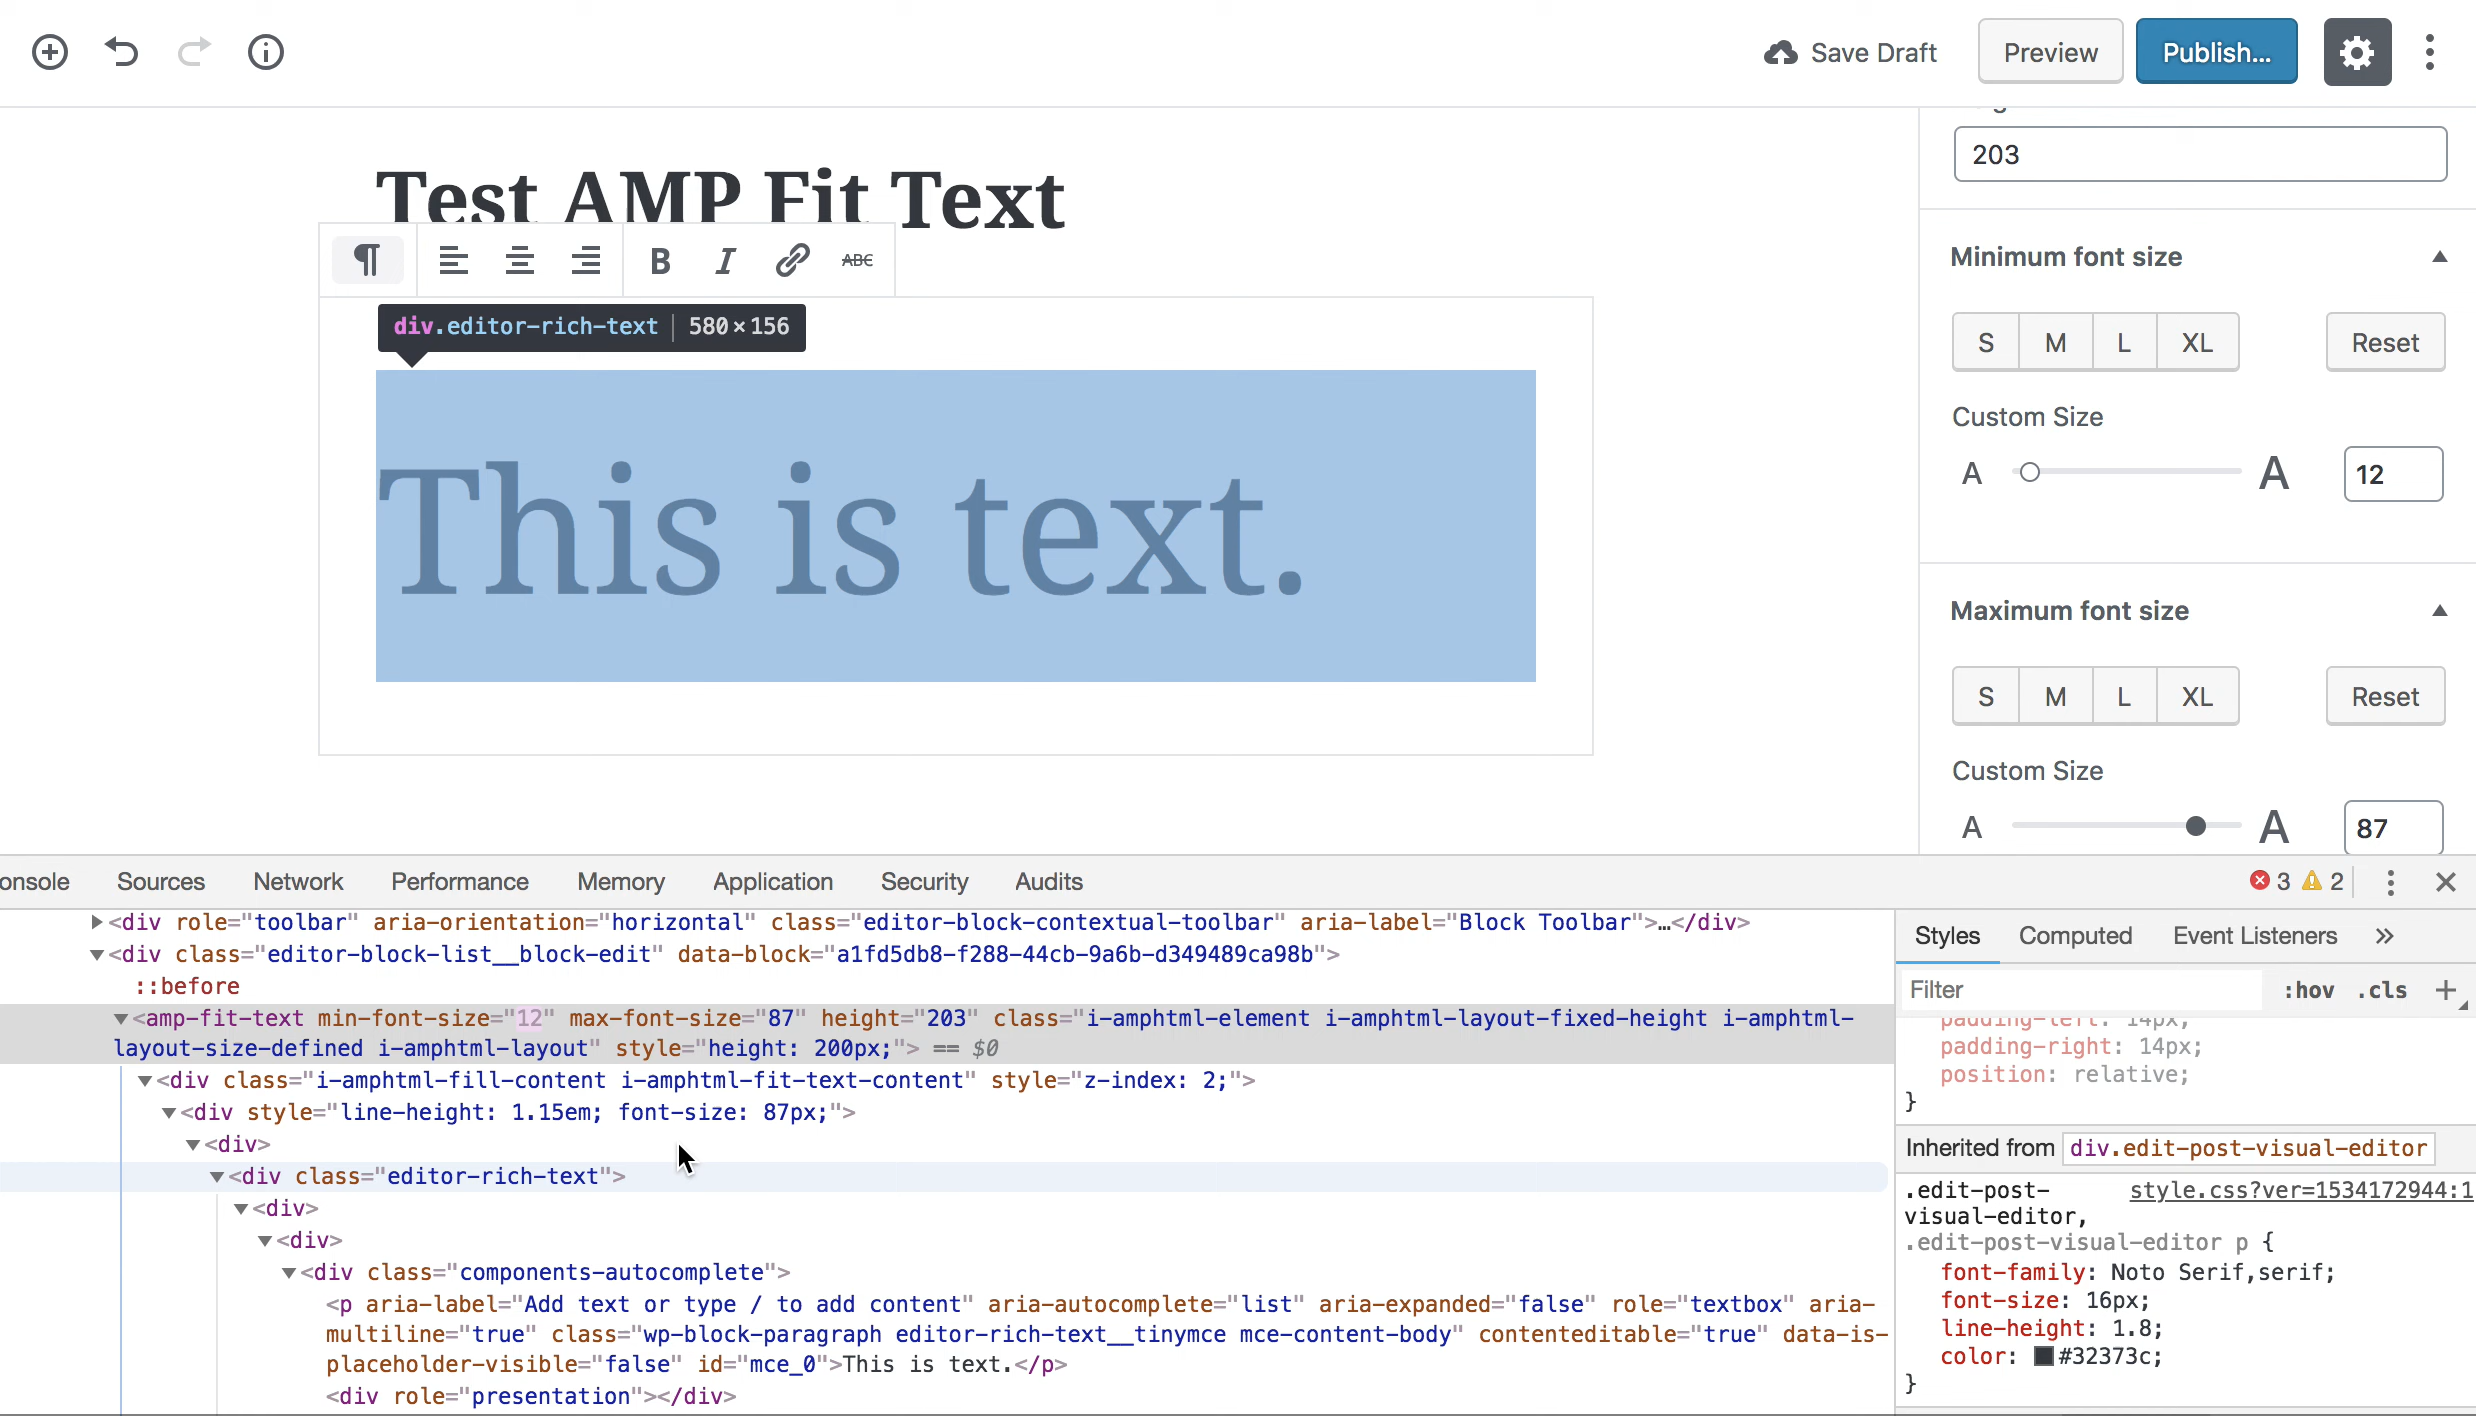 Save Draft Preview Publish...
203
Test AMP Fit Text
Minimum font size
B I ABC
div.editor-rich-text | 580×156
S M L XL Reset
Custom Size
A A 12
This is text.
Maximum font size
S M L XL Reset
Custom Size
A A 87
onsole Sources Network Performance Memory Application Security Audits 3 2
<div role="toolbar" aria-orientation="horizontal" class="editor-block-contextual-toolbar" aria-label="Block Toolbar">…</div>
<div class="editor-block-list__block-edit" data-block="a1fd5db8-f288-44cb-9a6b-d349489ca98b">
::before
<amp-fit-text min-font-size="12" max-font-size="87" height="203" class="i-amphtml-element i-amphtml-layout-fixed-height i-amphtml-
layout-size-defined i-amphtml-layout" style="height: 200px;"> == $0
<div class="i-amphtml-fill-content i-amphtml-fit-text-content" style="z-index: 2;">
<div style="line-height: 1.15em; font-size: 87px;">
<div>
<div class="editor-rich-text">
<div>
<div>
<div class="components-autocomplete">
<p aria-label="Add text or type / to add content" aria-autocomplete="list" aria-expanded="false" role="textbox" aria-
multiline="true" class="wp-block-paragraph editor-rich-text__tinymce mce-content-body" contenteditable="true" data-is-
placeholder-visible="false" id="mce_0">This is text.</p>
<div role="presentation"></div>
Styles Computed Event Listeners »
Filter :hov .cls +
padding-left: 14px;
padding-right: 14px;
position: relative;
}
Inherited from div.edit-post-visual-editor
.edit-post- style.css?ver=1534172944:1
visual-editor,
.edit-post-visual-editor p {
font-family: Noto Serif,serif;
font-size: 16px;
line-height: 1.8;
color: #32373c;
}